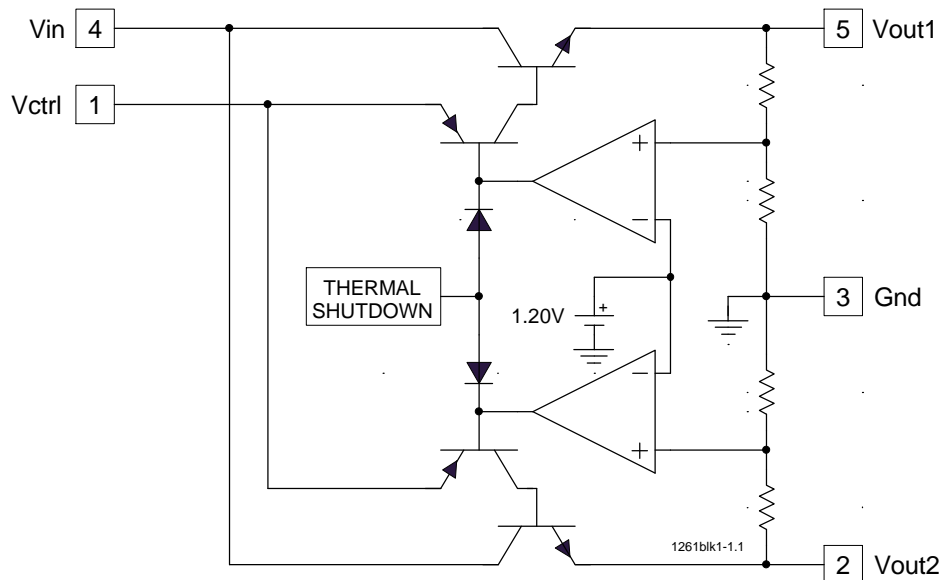 Vin 4
5 Vout1
Vctrl 1
+
−
THERMAL
SHUTDOWN
1.20V
+
3 Gnd
−
+
1261blk1-1.1
2 Vout2